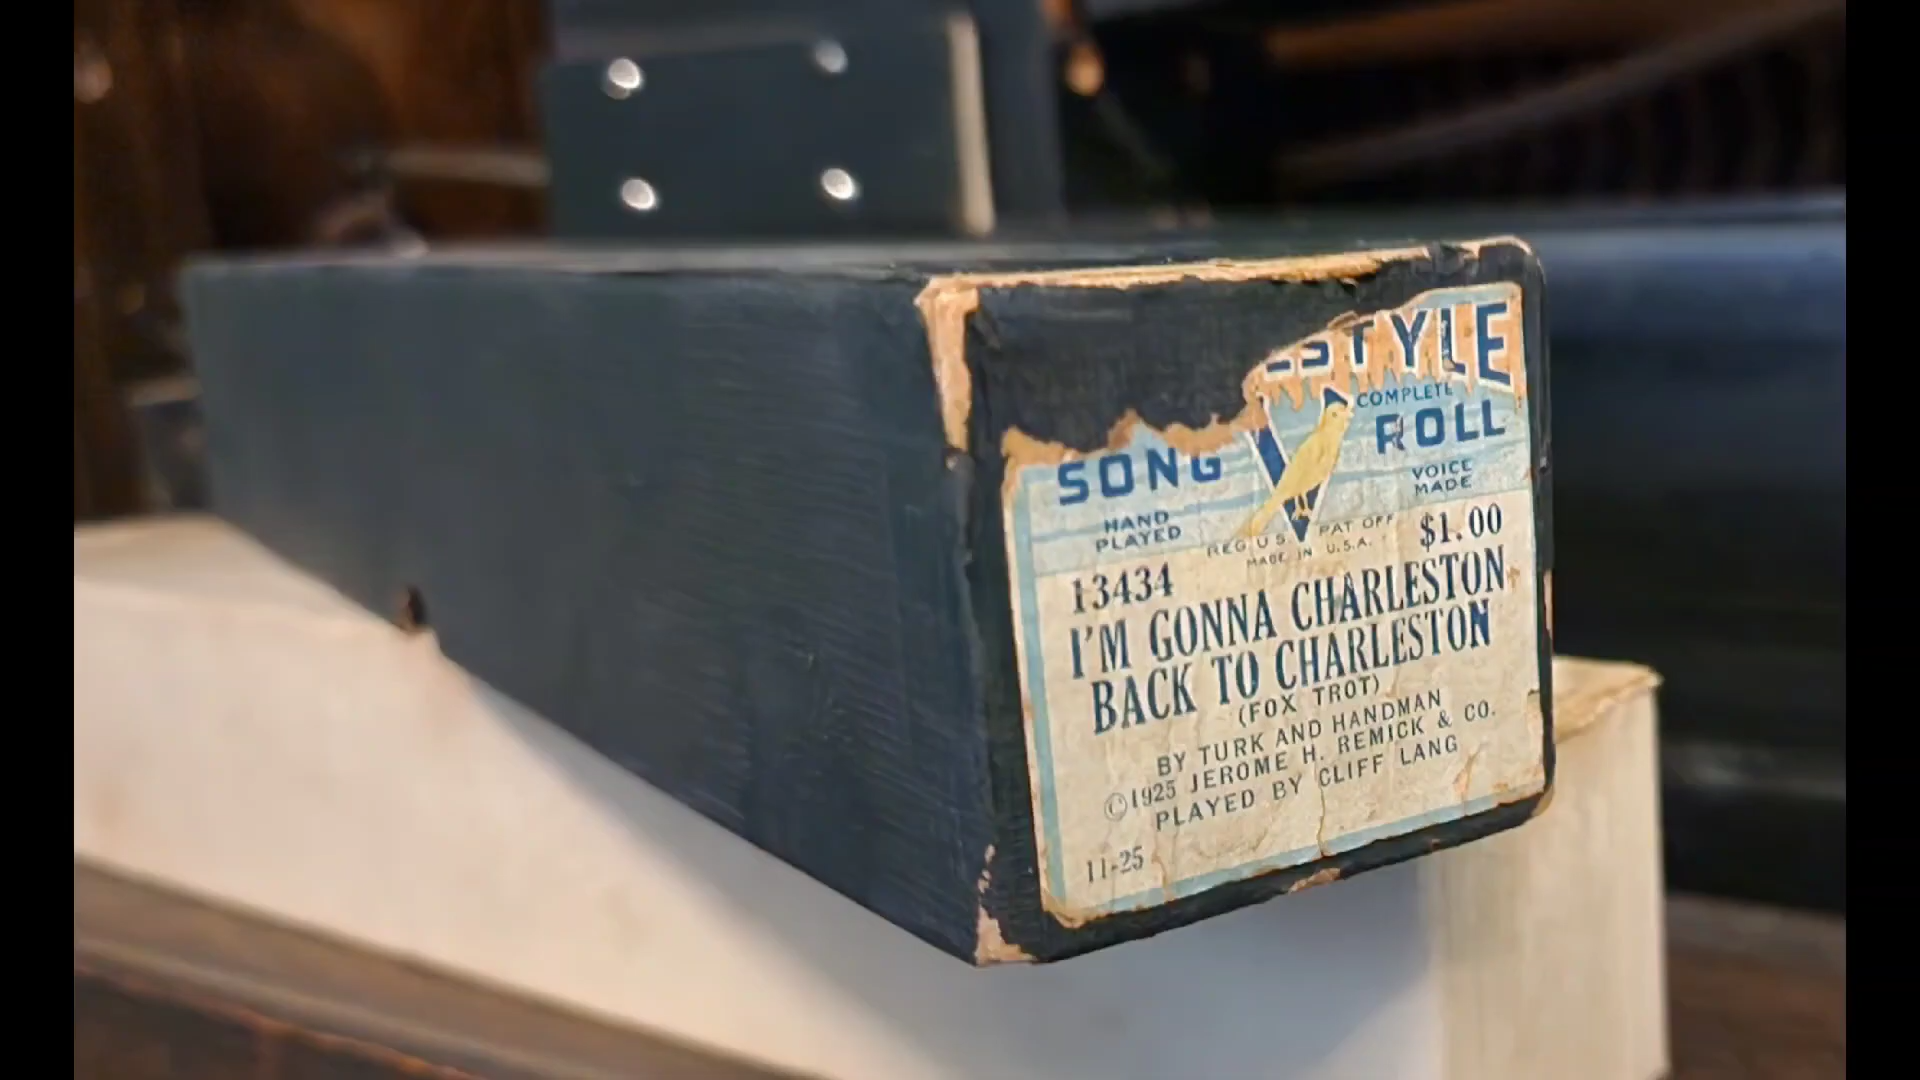 STYLE
COMPLETE
SONG ROLL
HAND PLAYED
VOICE MADE
REG. U.S. PAT OFF
MADE IN U.S.A.
$1.00
13434
I'M GONNA CHARLESTON
BACK TO CHARLESTON
(FOX TROT)
BY TURK AND HANDMAN
©1925 JEROME H. REMICK & CO.
PLAYED BY CLIFF LANG
11-25